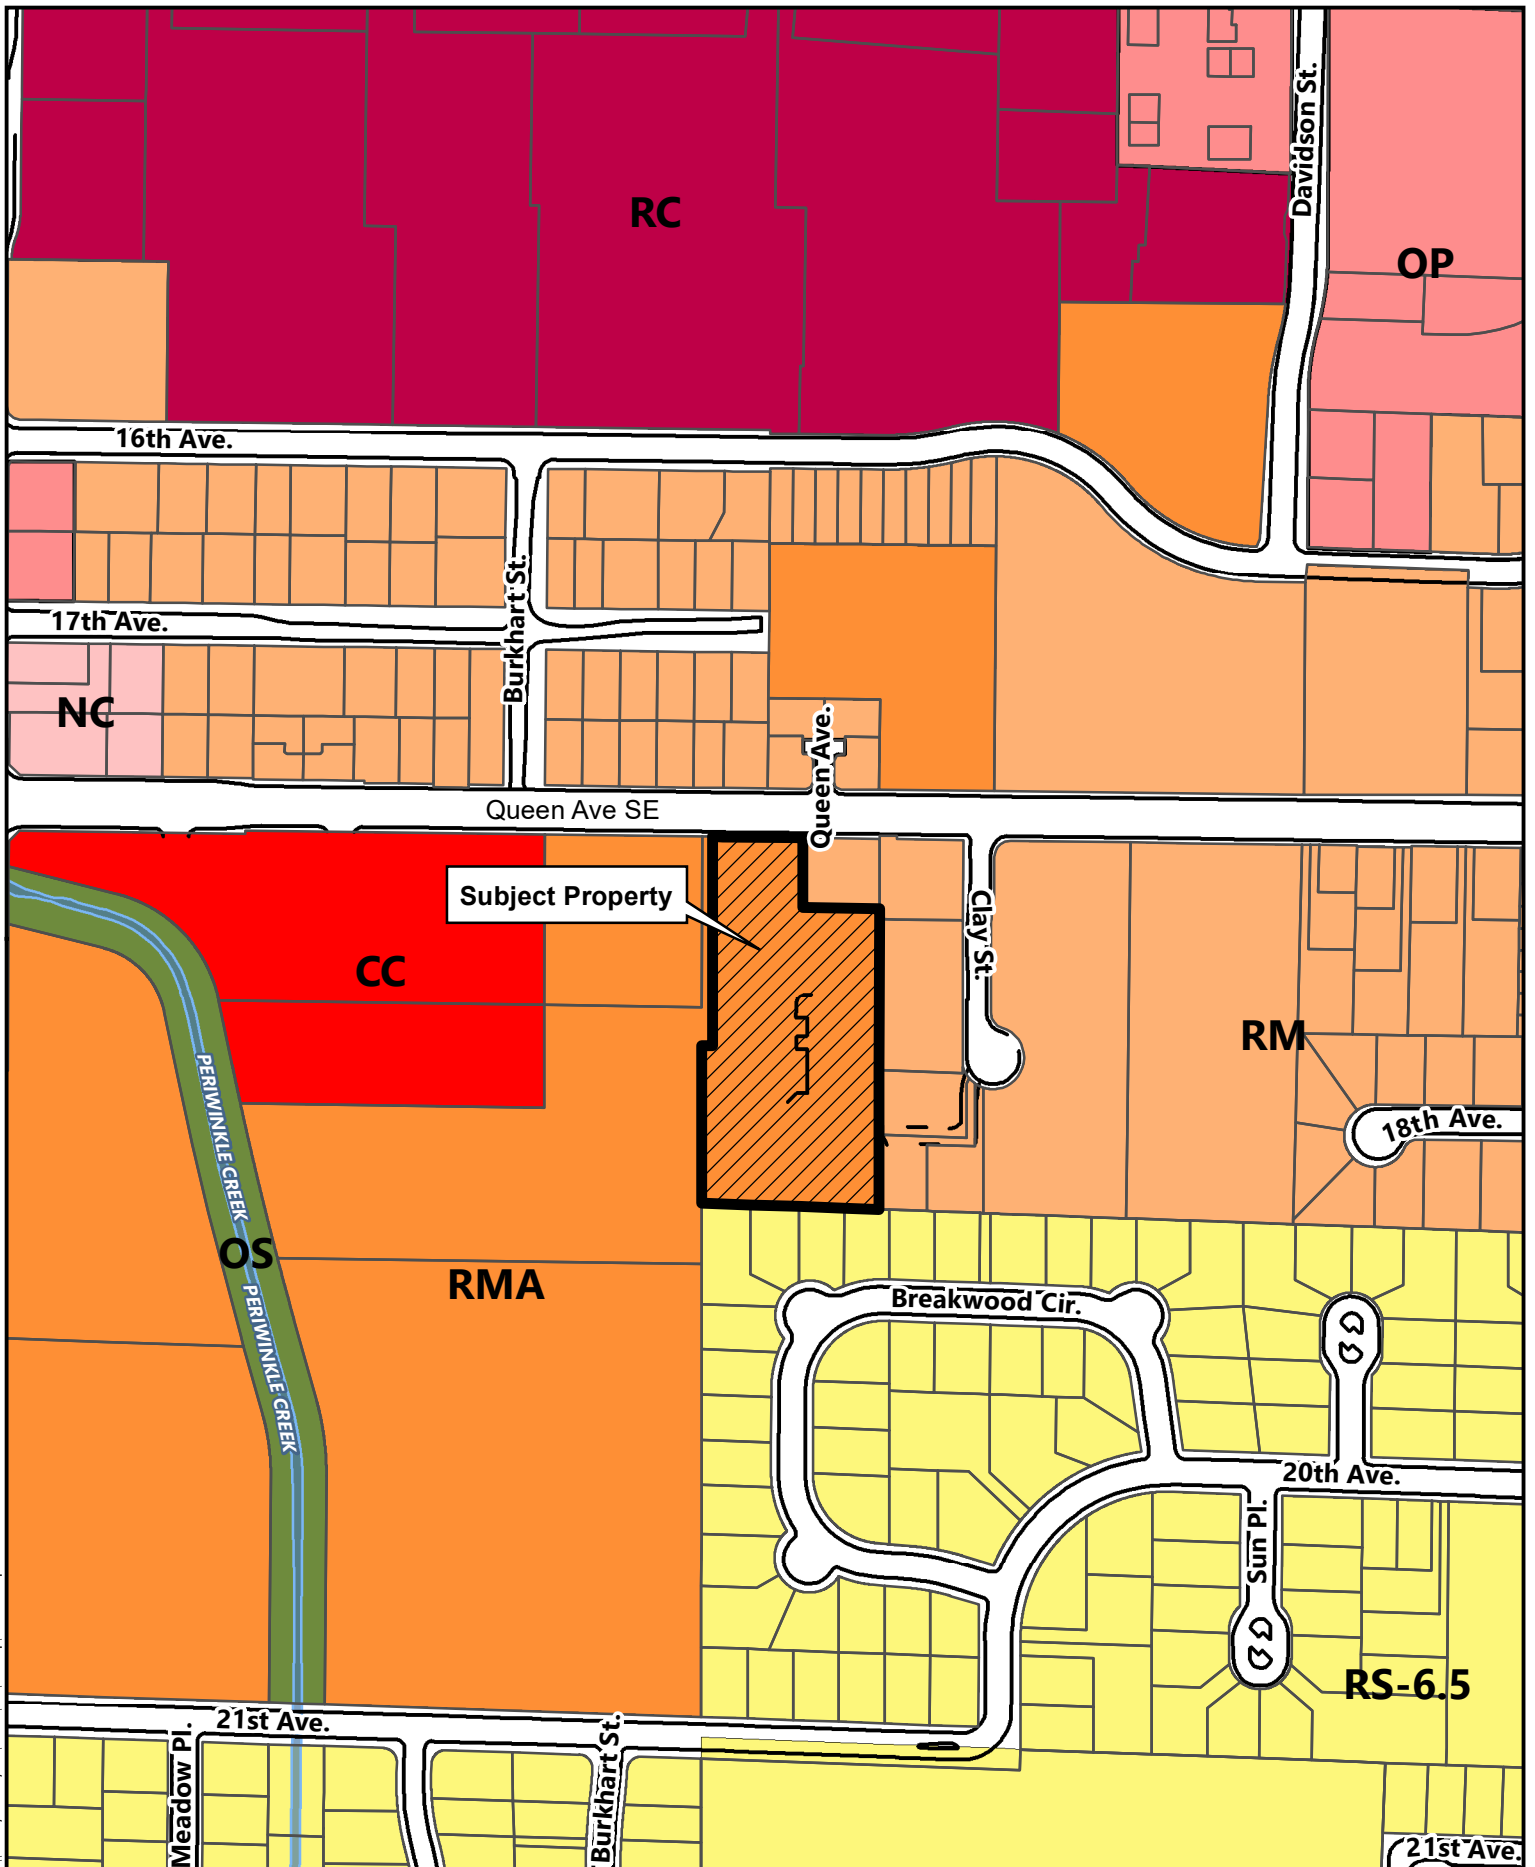 Davidson St.
RC
OP
16th Ave.
Burkhart St.
17th Ave.
NC
Queen Ave.
Queen Ave SE
Subject Property
Clay St.
CC
RM
PERIWINKLE CREEK
18th Ave.
OS
RMA
Breakwood Cir.
PERIWINKLE CREEK
20th Ave.
Sun Pl.
RS-6.5
21st Ave.
Meadow Pl.
Burkhart St.
21st Ave.